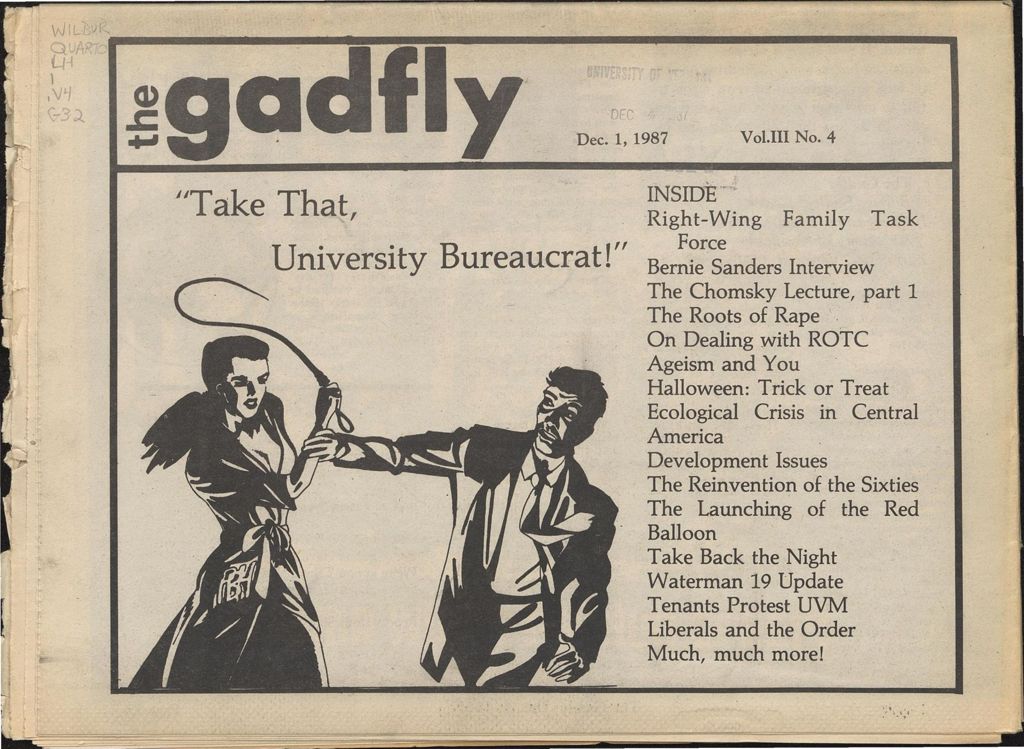 WILBUR
QUARTO
LH
1
.V4
G32
the gadfly
UNIVERSITY OF
DEC
Dec. 1, 1987
Vol.III No. 4
"Take That,
University Bureaucrat!"
INSIDE
Right-Wing Family Task
Force
Bernie Sanders Interview
The Chomsky Lecture, part 1
The Roots of Rape
On Dealing with ROTC
Ageism and You
Halloween: Trick or Treat
Ecological Crisis in Central
America
Development Issues
The Reinvention of the Sixties
The Launching of the Red
Balloon
Take Back the Night
Waterman 19 Update
Tenants Protest UVM
Liberals and the Order
Much, much more!